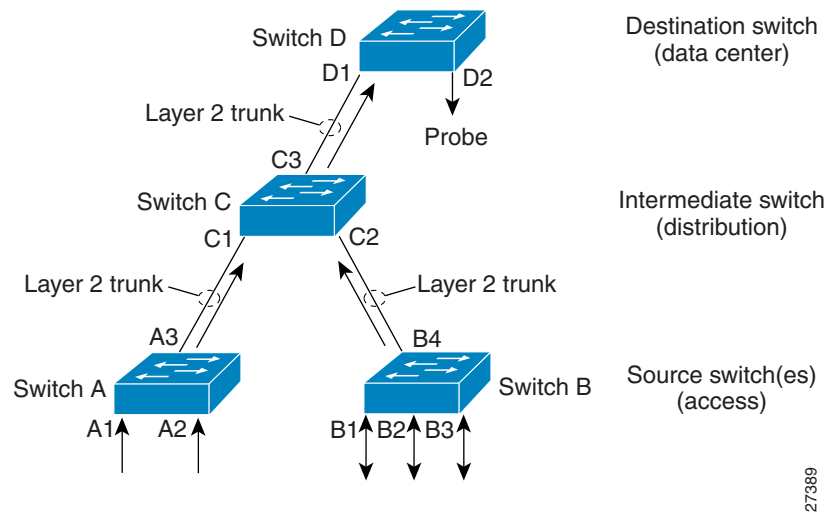 Switch D
Destination switch
(data center)
D1
D2
Layer 2 trunk
Probe
C3
Switch C
Intermediate switch
(distribution)
C1
C2
Layer 2 trunk
Layer 2 trunk
A3
B4
Switch A
Switch B
Source switch(es)
(access)
A1
A2
B1
B2
B3
27389